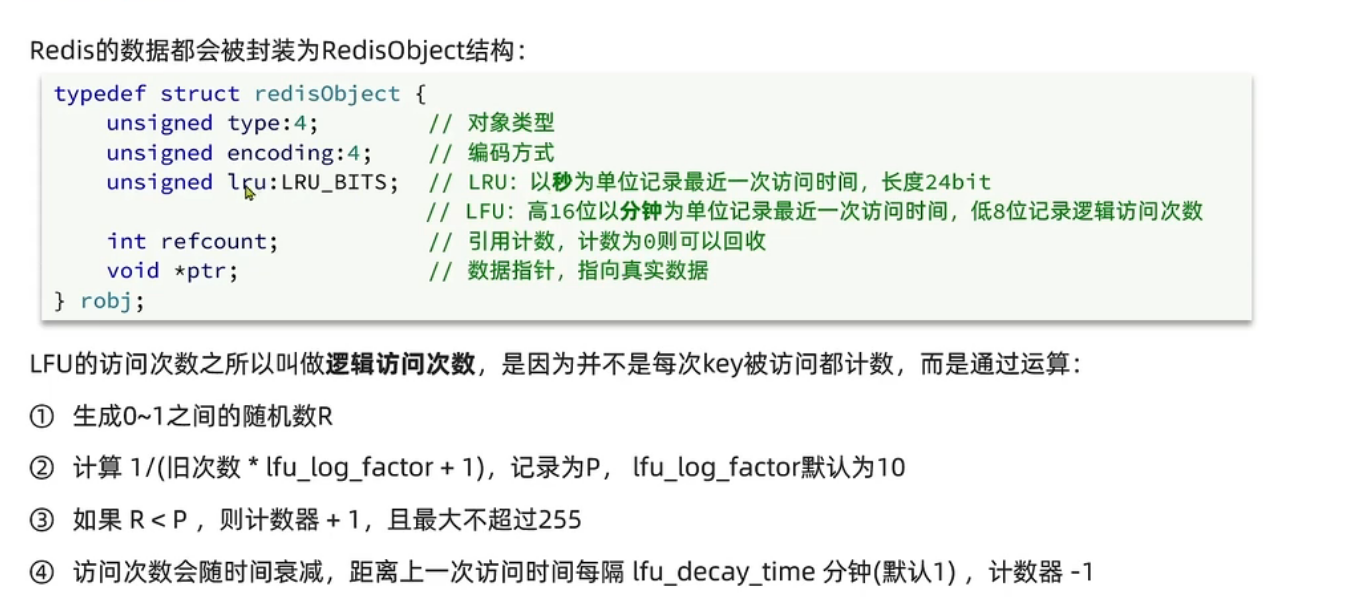 Redis的数据都会被封装为RedisObject结构：
typedef struct redisObject {
    unsigned type:4;        // 对象类型
    unsigned encoding:4;    // 编码方式
    unsigned lru:LRU_BITS;  // LRU：以秒为单位记录最近一次访问时间，长度24bit
                            // LFU：高16位以分钟为单位记录最近一次访问时间，低8位记录逻辑访问次数
    int refcount;           // 引用计数，计数为0则可以回收
    void *ptr;              // 数据指针，指向真实数据
} robj;
LFU的访问次数之所以叫做逻辑访问次数，是因为并不是每次key被访问都计数，而是通过运算：
① 生成0~1之间的随机数R
② 计算 1/(旧次数 * lfu_log_factor + 1)，记录为P， lfu_log_factor默认为10
③ 如果 R < P ，则计数器 + 1，且最大不超过255
④ 访问次数会随时间衰减，距离上一次访问时间每隔 lfu_decay_time 分钟(默认1) ，计数器 -1